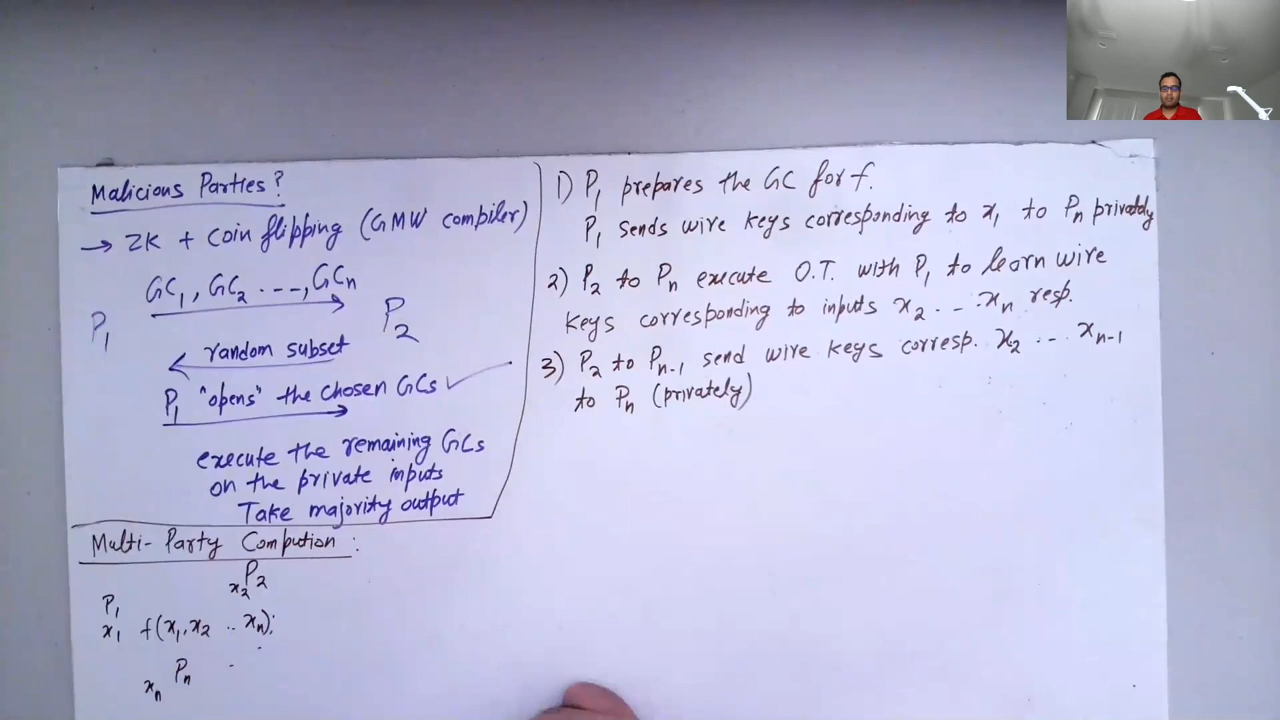 Malicious Parties?
→ ZK + Coin flipping (GMW compiler)
GC₁, GC₂ ..., GCₙ
P₁ P₂
random subset
P₁ "opens" the chosen GCs ✓
execute the remaining GCs
on the private inputs
Take majority output
Multi-Party Compution :
x₂ P₂
P₁
x₁ f(x₁, x₂ .. xₙ);
Pₙ
xₙ
1) P₁ prepares the GC for f.
P₁ sends wire keys corresponding to x₁ to Pₙ privately
2) P₂ to Pₙ execute O.T. with P₁ to learn wire
keys corresponding to inputs x₂ ... xₙ resp.
3) P₂ to Pₙ₋₁ send wire keys corresp. x₂ ... xₙ₋₁
to Pₙ (privately)